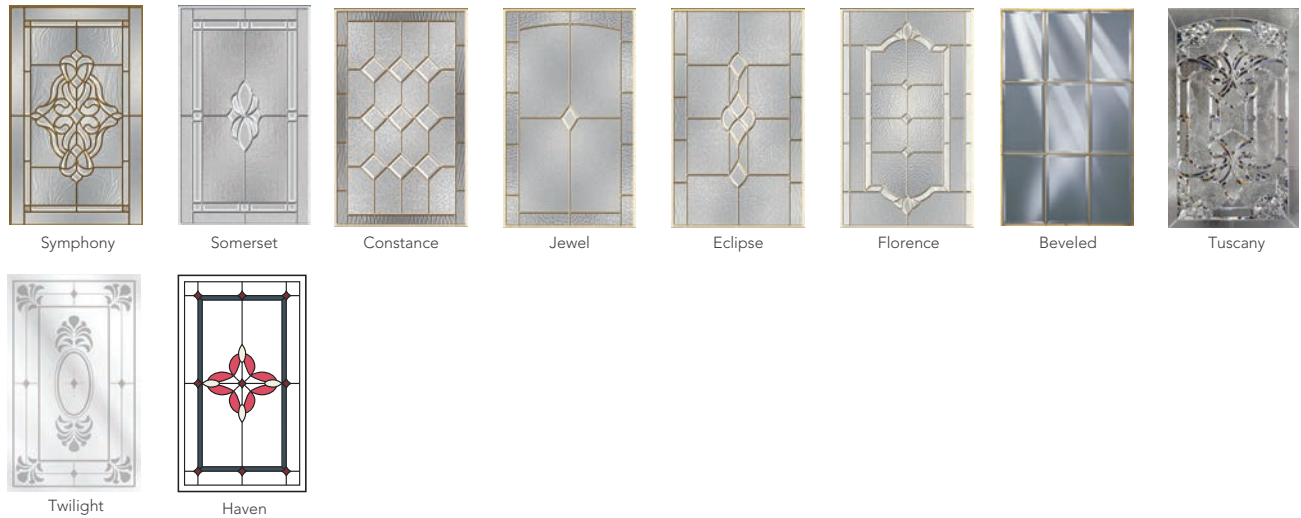 Symphony
Somerset
Constance
Jewel
Eclipse
Florence
Beveled
Tuscany
Twilight
Haven